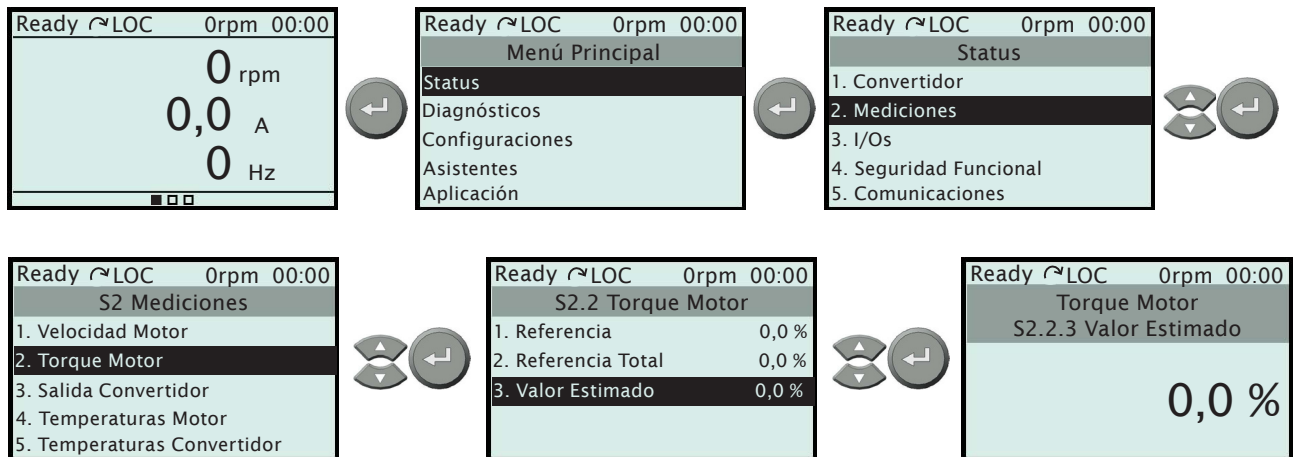 Ready LOC 0rpm 00:00
0 rpm
0,0 A
0 Hz
Ready LOC 0rpm 00:00
Menú Principal
Status
Diagnósticos
Configuraciones
Asistentes
Aplicación
Ready LOC 0rpm 00:00
Status
1. Convertidor
2. Mediciones
3. I/Os
4. Seguridad Funcional
5. Comunicaciones
Ready LOC 0rpm 00:00
S2 Mediciones
1. Velocidad Motor
2. Torque Motor
3. Salida Convertidor
4. Temperaturas Motor
5. Temperaturas Convertidor
Ready LOC 0rpm 00:00
S2.2 Torque Motor
1. Referencia 0,0 %
2. Referencia Total 0,0 %
3. Valor Estimado 0,0 %
Ready LOC 0rpm 00:00
Torque Motor
S2.2.3 Valor Estimado
0,0 %